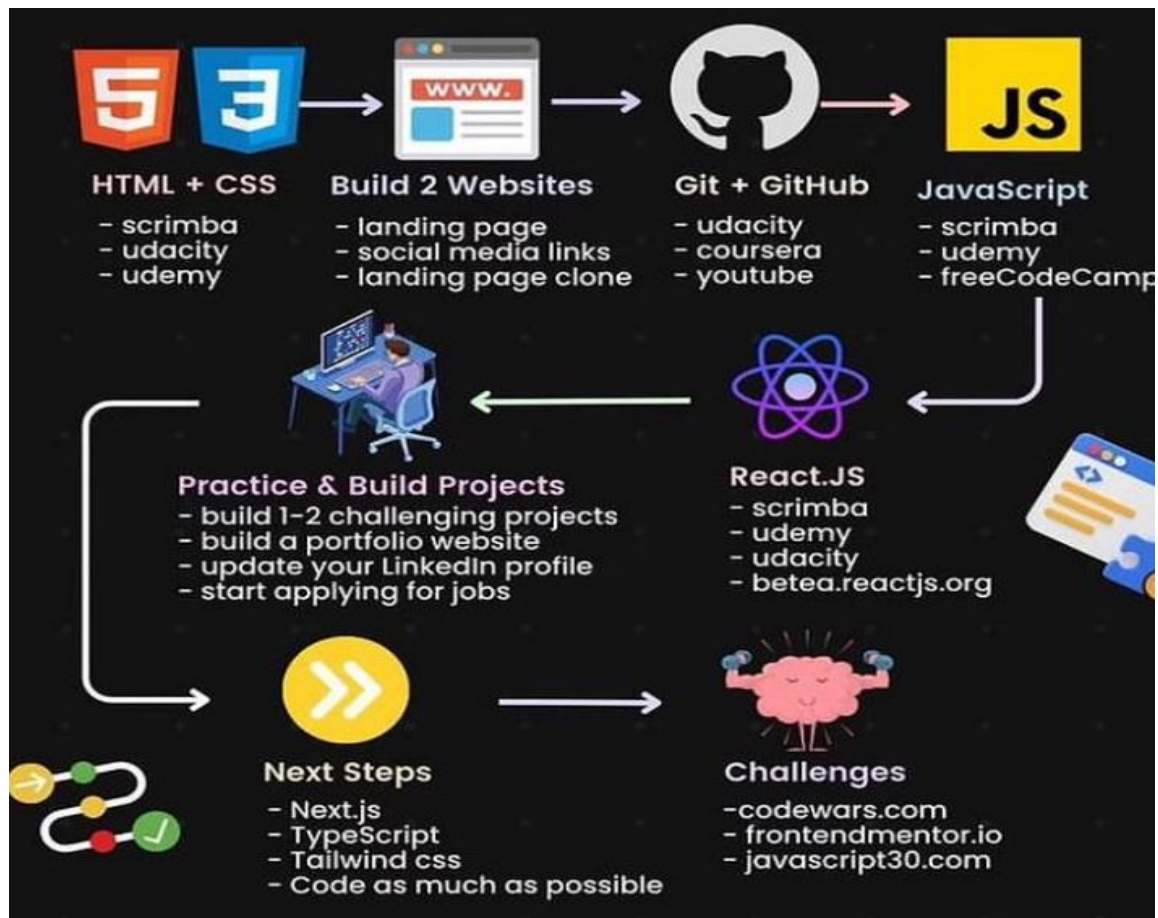 5 3
WWW.
JS
HTML + CSS
- scrimba
- udacity
- udemy
Build 2 Websites
- landing page
- social media links
- landing page clone
Git + GitHub
- udacity
- coursera
- youtube
JavaScript
- scrimba
- udemy
- freeCodeCamp
React.JS
- scrimba
- udemy
- udacity
- betea.reactjs.org
Practice & Build Projects
- build 1-2 challenging projects
- build a portfolio website
- update your LinkedIn profile
- start applying for jobs
Next Steps
- Next.js
- TypeScript
- Tailwind css
- Code as much as possible
Challenges
-codewars.com
- frontendmentor.io
- javascript30.com